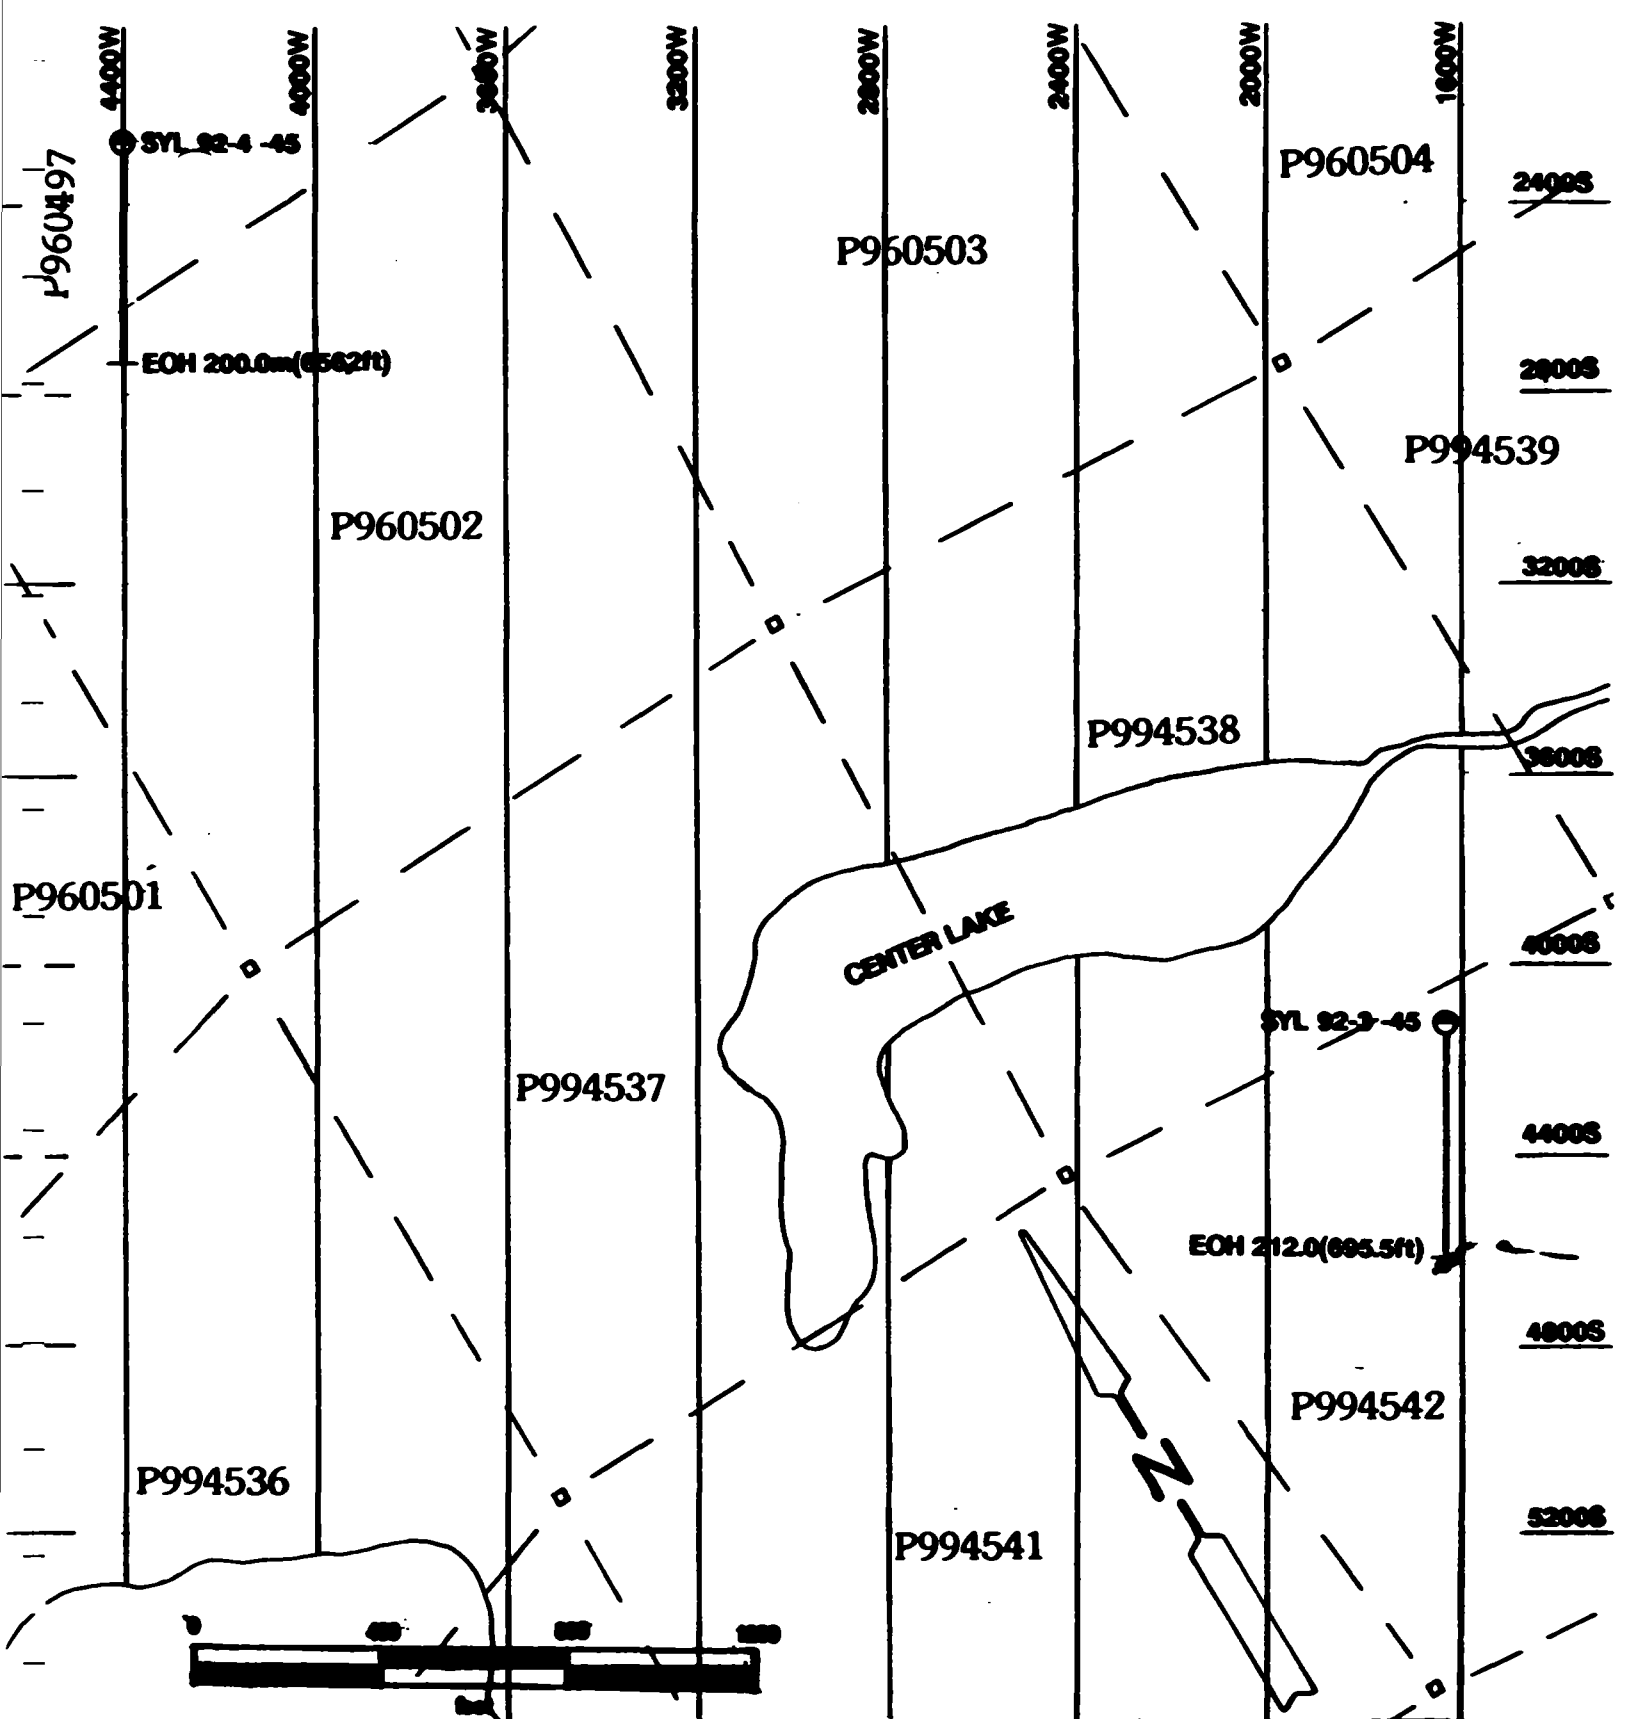 4400W
4000W
3600W
3200W
2800W
2400W
2000W
1600W
SYL 92-4 -45
P960497
P960504
2400S
P960503
EOH 200.0m(656.2ft)
2800S
P994539
P960502
3200S
P994538
3600S
P960501
CENTER LAKE
4000S
SYL 92-3 -45
P994537
4400S
EOH 212.0(695.5ft)
4800S
P994542
N
P994536
5200S
P994541
0 400 800 1200
feet